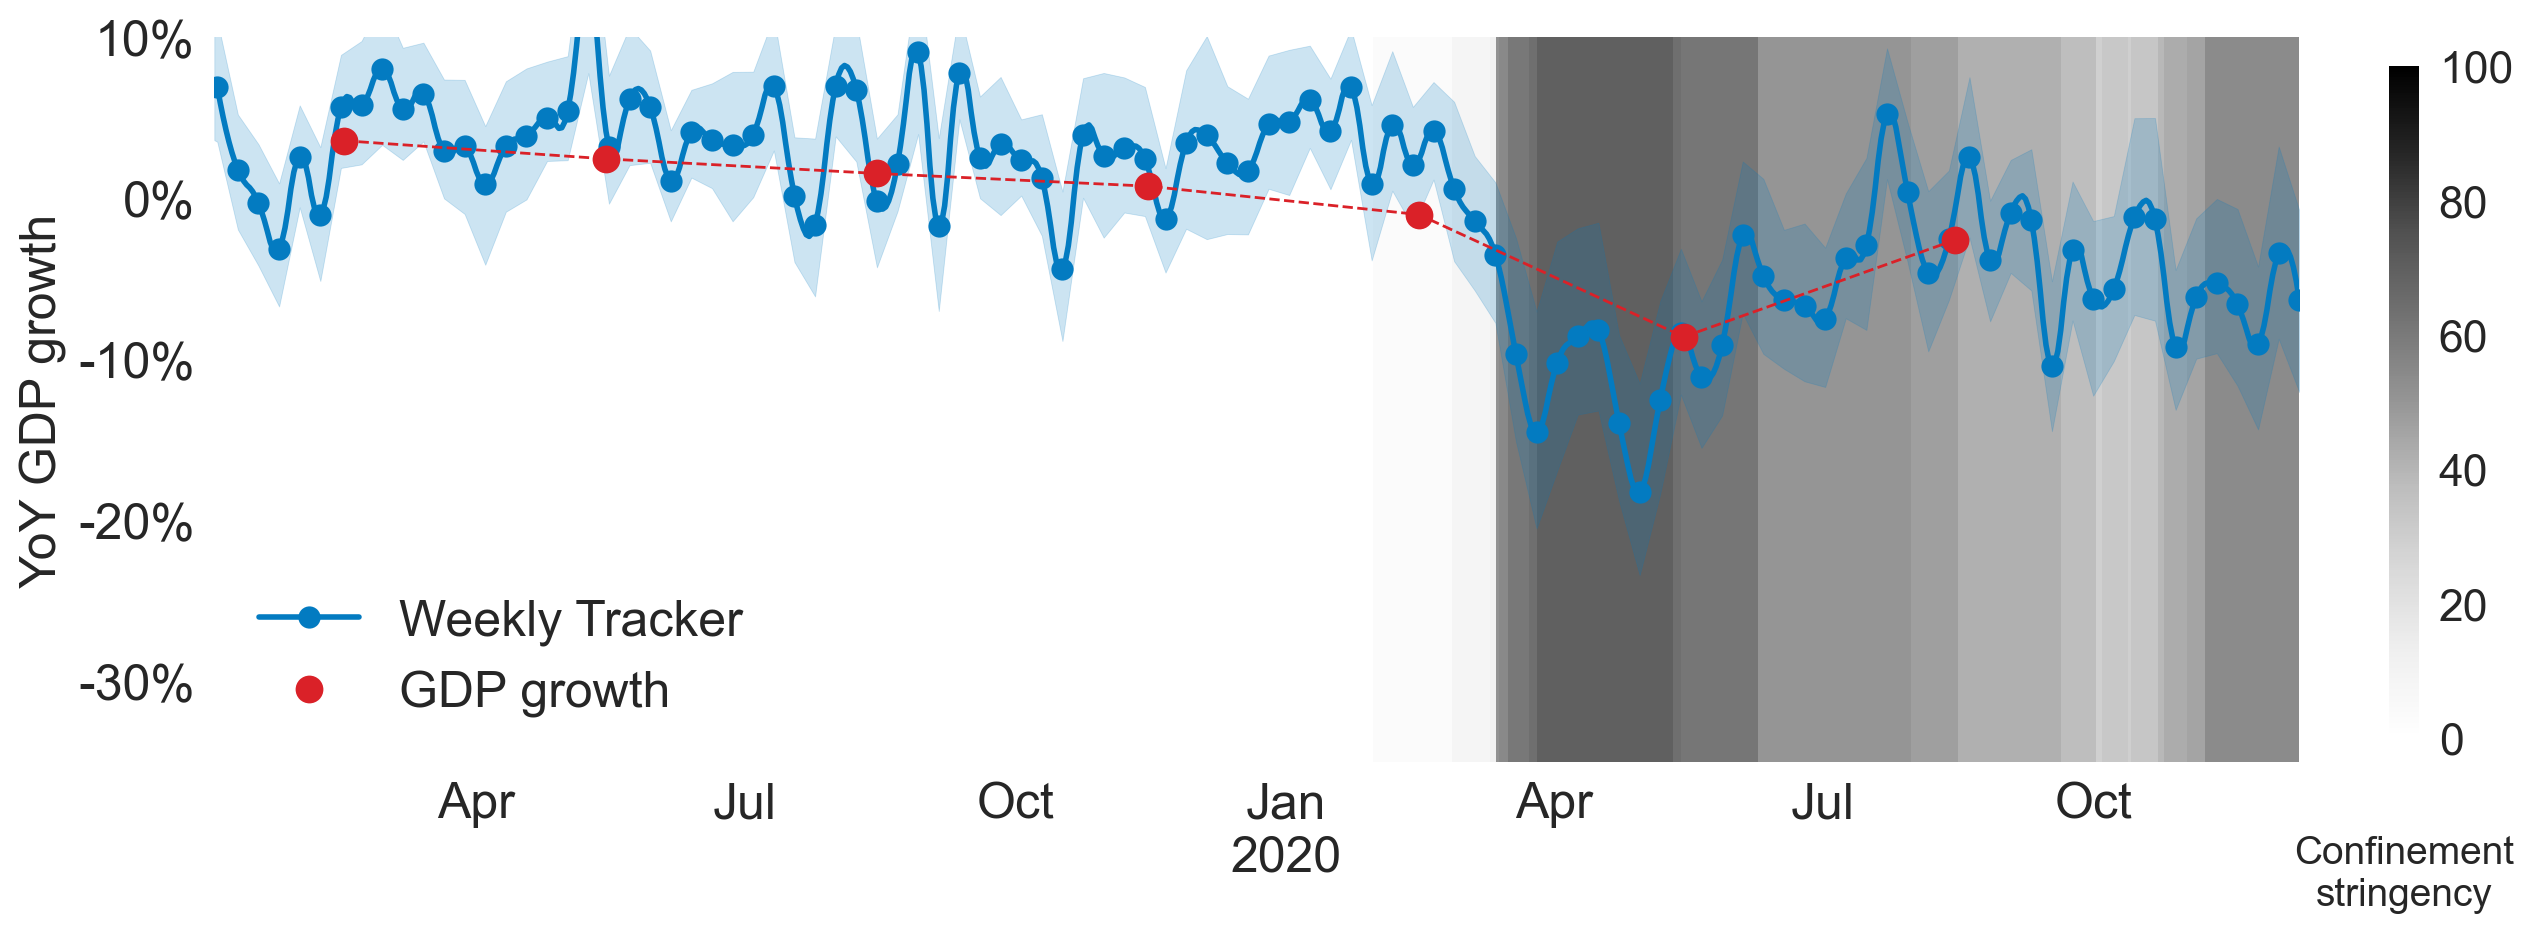 10%
0%
-10%
-20%
-30%
YoY GDP growth
Weekly Tracker
GDP growth
Apr
Jul
Oct
Jan
2020
Apr
Jul
Oct
100
80
60
40
20
0
Confinement
stringency